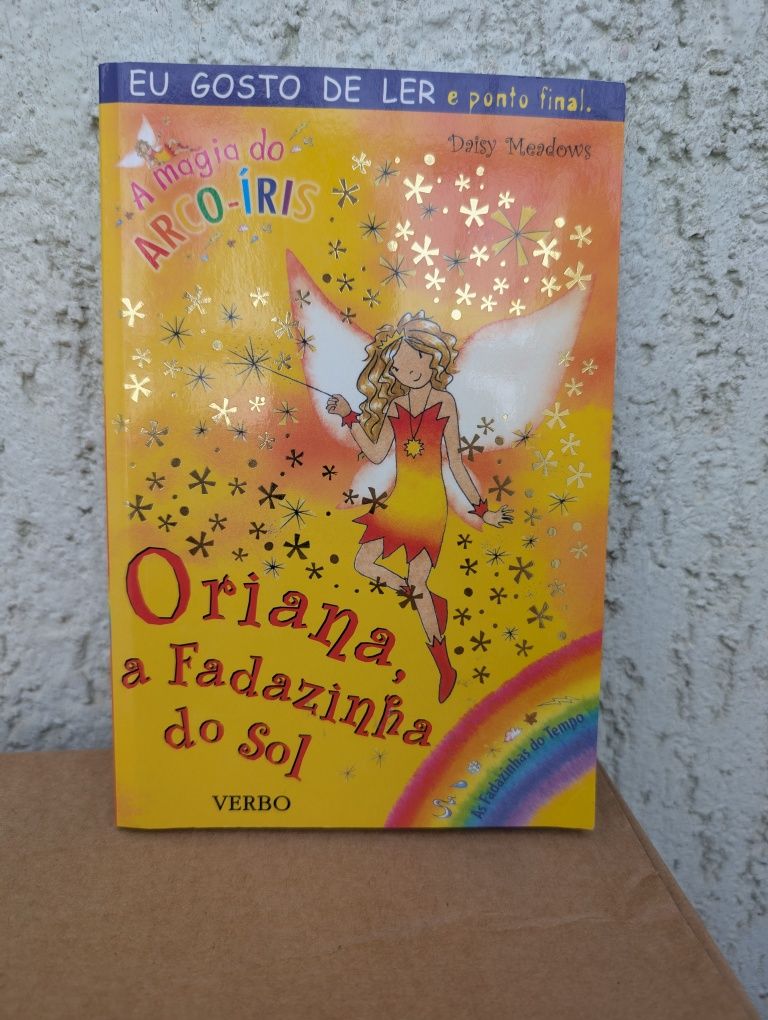 EU GOSTO DE LER e ponto final.
Daisy Meadows
A magia do
ARCO-ÍRIS
Oriana,
a Fadazinha
do Sol
As Fadazinhas do Tempo
VERBO